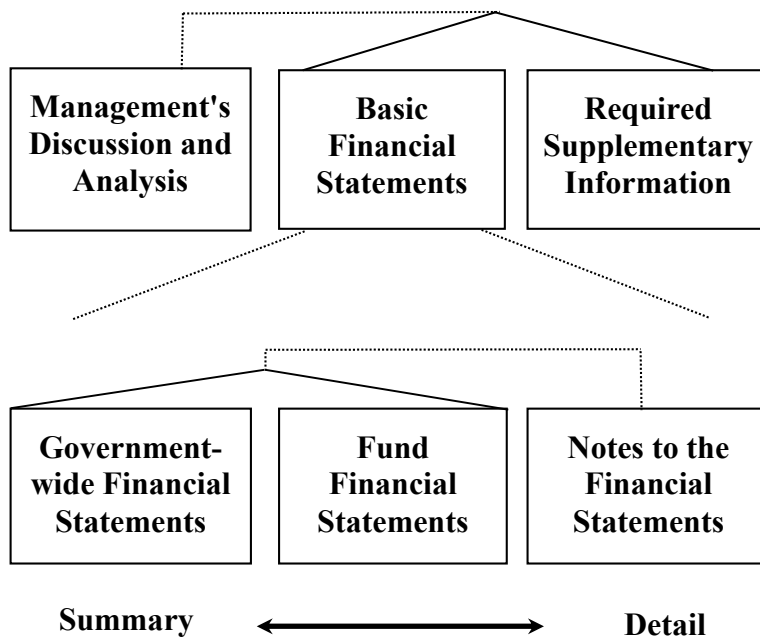 Management's
Discussion and
Analysis
Basic
Financial
Statements
Required
Supplementary
Information
Government-
wide Financial
Statements
Fund
Financial
Statements
Notes to the
Financial
Statements
Summary
Detail